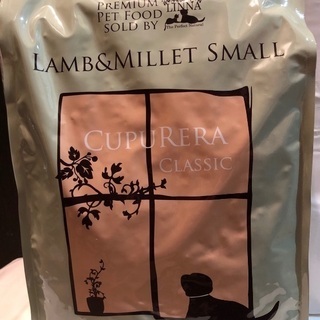 PREMIUM
PET FOOD
SOLD BY
LINNA
LAMB&MILLET SMALL
CUPURERA
CLASSIC